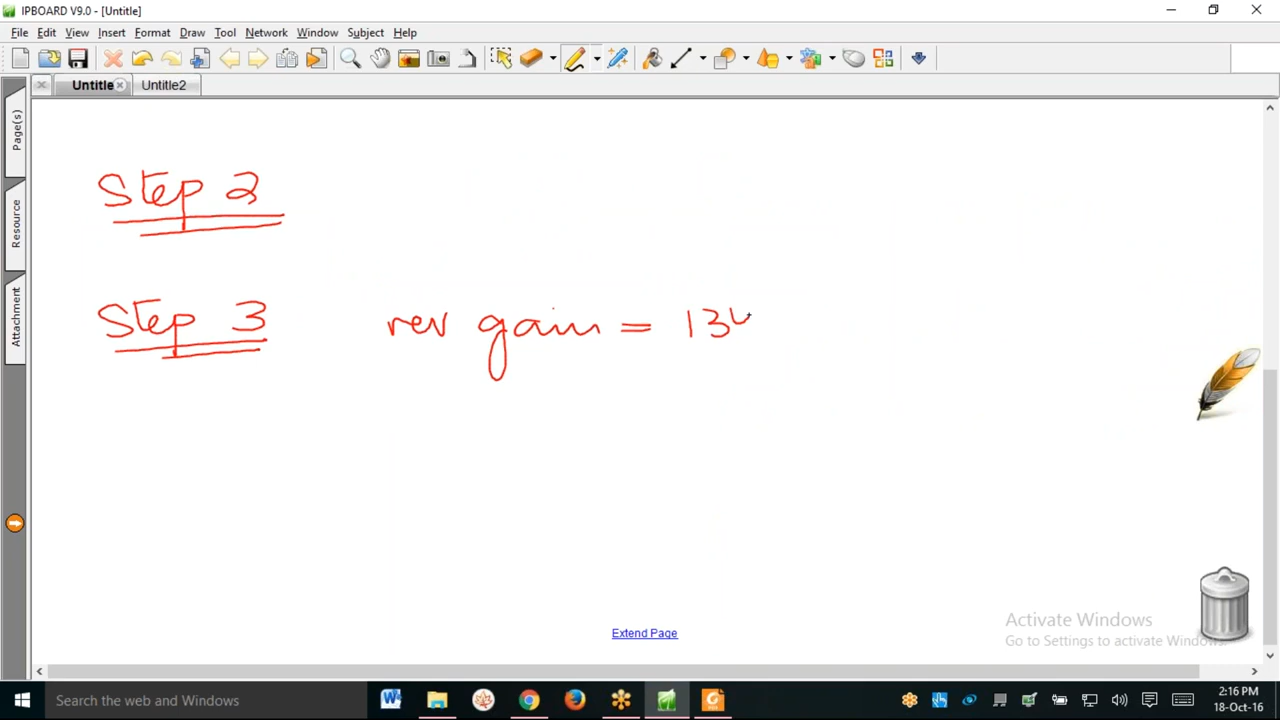 IPBOARD V9.0 - [Untitle]
File Edit View Insert Format Draw Tool Network Window Subject Help
Untitle Untitle2
Page(s)
Resource
Attachment
Step 2
Step 3 rev gain = 134
Extend Page
Activate Windows
Go to Settings to activate Windows.
Search the web and Windows
2:16 PM
18-Oct-16